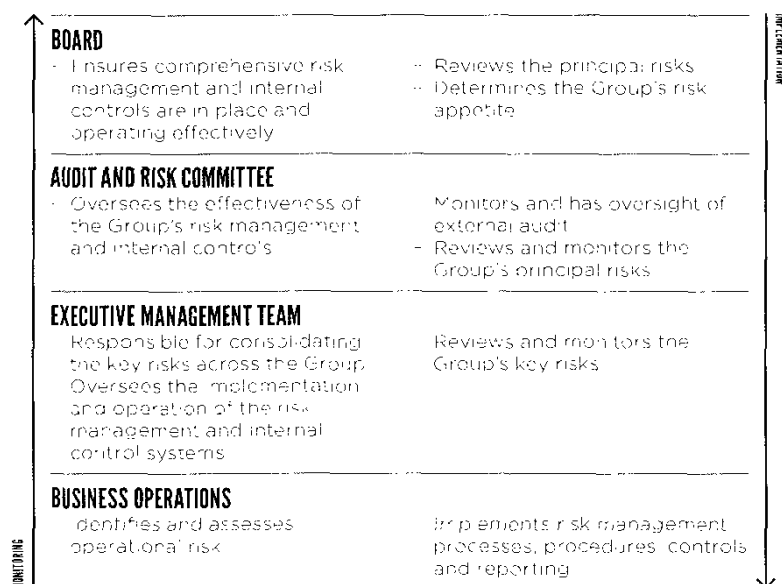 BOARD
- Ensures comprehensive risk
management and internal
controls are in place and
operating effectively
- Reviews the principal risks
- Determines the Group's risk
appetite
AUDIT AND RISK COMMITTEE
- Oversees the effectiveness of
the Group's risk management
and internal controls
Monitors and has oversight of
external audit
- Reviews and monitors the
Group's principal risks
EXECUTIVE MANAGEMENT TEAM
Responsible for consolidating
the key risks across the Group
Oversees the implementation
and operation of the risk
management and internal
control systems
Reviews and monitors the
Group's key risks
BUSINESS OPERATIONS
Identifies and assesses
operational risk
Implements risk management
processes, procedures, controls
and reporting
MONITORING
IMPLEMENTATION